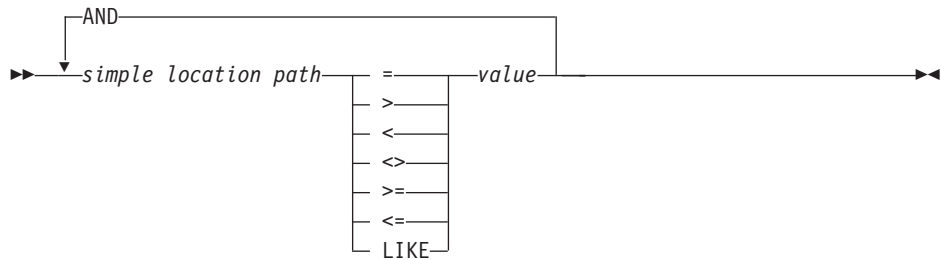 AND
simple location path = value
>
<
<>
>=
<=
LIKE